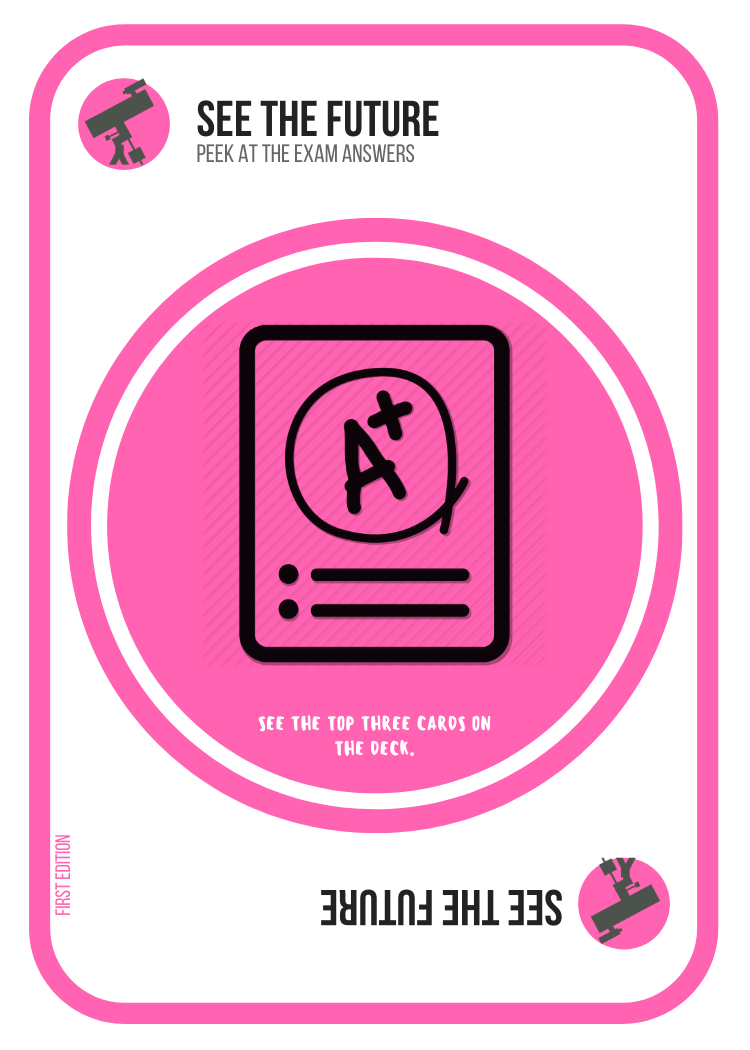 SEE THE FUTURE
PEEK AT THE EXAM ANSWERS
A+
SEE THE TOP THREE CARDS ON
THE DECK.
FIRST EDITION
SEE THE FUTURE